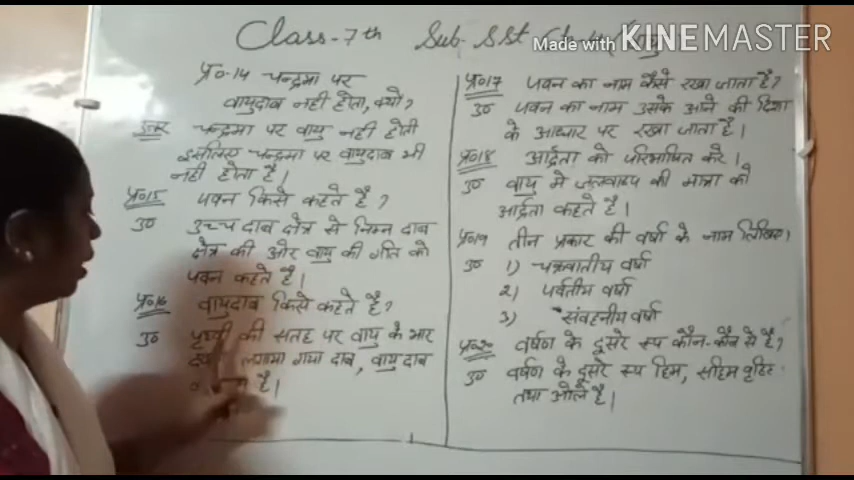 Class-7th Sub-SSt
Made with KINEMASTER
प्र०-14 चन्द्रमा पर
वायुदाब नही होता, क्यो?
उत्तर चन्द्रमा पर वायु नही होती
इसलिए चन्द्रमा पर वायुदाब भी
नही होता है।
प्र०15 पवन किसे कहते है?
उ० उच्च दाब क्षेत्र से निम्न दाब
क्षेत्र की ओर वायु की गति को
पवन कहते है।
प्र०16 वायुदाब किसे कहते है?
उ० पृथ्वी की सतह पर वायु के भार
लगाया गया दाब, वायु दाब
है।
प्र०17 पवन का नाम कैसे रखा जाता है?
उ० पवन का नाम उसके आने की दिशा
के आधार पर रखा जाता है।
प्र०18 आर्द्रता को परिभाषित करे।
उ० वायु मे जलवाष्प की मात्रा को
आर्द्रता कहते है।
प्र०19 तीन प्रकार की वर्षा के नाम लिखिए।
उ० 1) चक्रवातीय वर्षा
2) पर्वतीय वर्षा
3) संवहनीय वर्षा
प्र०20 वर्षण के दूसरे रूप कौन-कौन से है?
उ० वर्षण के दूसरे रूप हिम, सहिम वृष्टि
तथा ओले है।